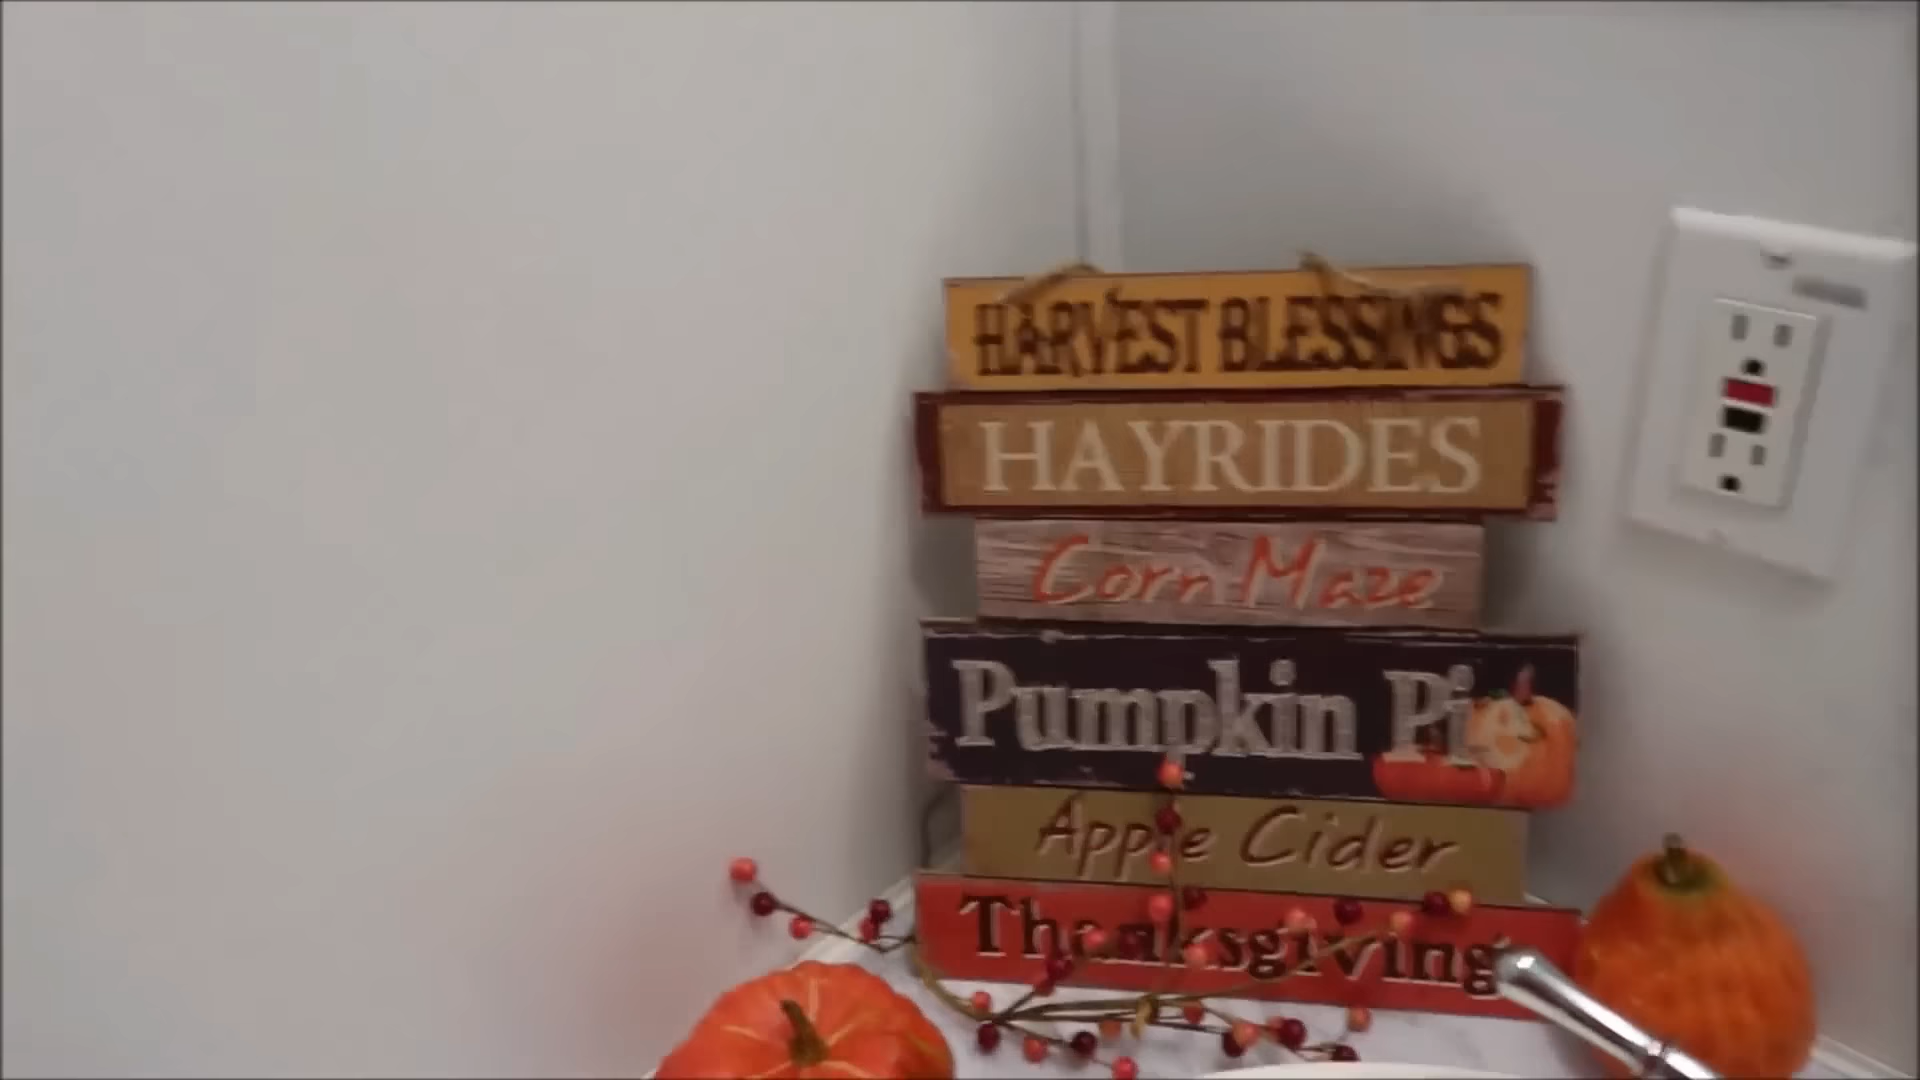 HARVEST BLESSINGS
HAYRIDES
Corn Maze
Pumpkin Pie
Apple Cider
Thanksgiving